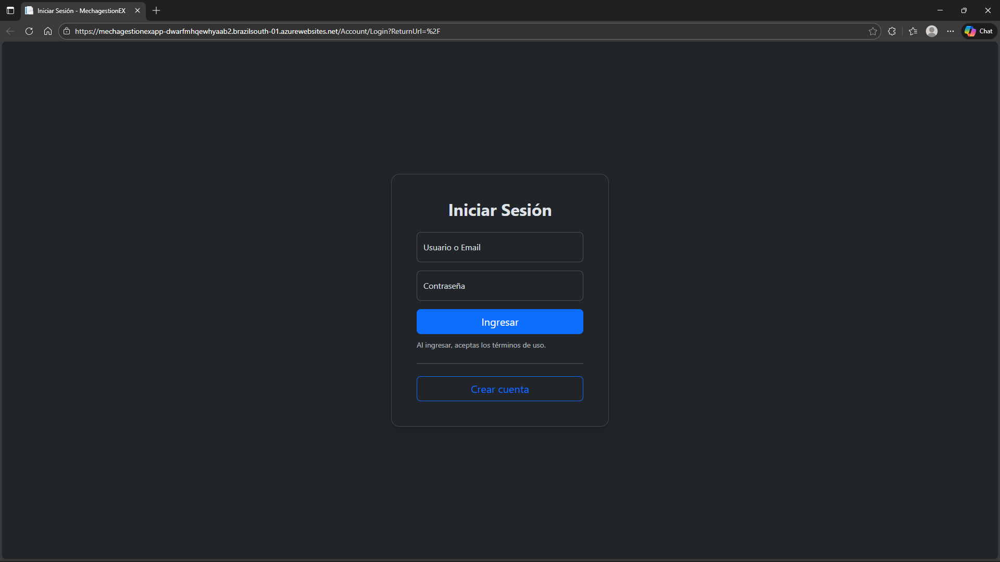 Iniciar Sesión - MechagestionEX
https://mechagestionexapp-dwarfmhqewhyaab2.brazilsouth-01.azurewebsites.net/Account/Login?ReturnUrl=%2F
Chat
Iniciar Sesión
Usuario o Email
Contraseña
Ingresar
Al ingresar, aceptas los términos de uso.
Crear cuenta